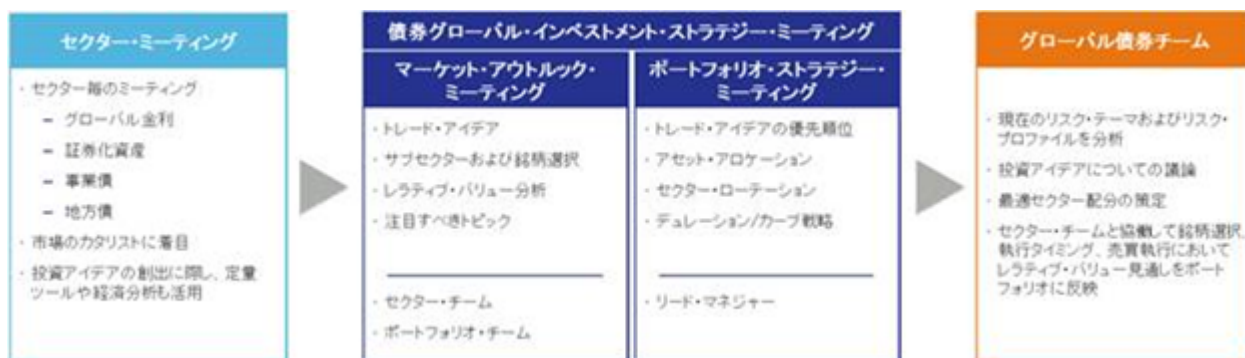 セクター・ミーティング
・セクター毎のミーティング
－ グローバル金利
－ 証券化資産
－ 事業債
－ 地方債
・市場のカタリストに着目
・投資アイデアの創出に際し、定量
ツールや経済分析も活用
債券グローバル・インベストメント・ストラテジー・ミーティング
マーケット・アウトルック・
ミーティング
・トレード・アイデア
・サブセクターおよび銘柄選択
・レラティブ・バリュー分析
・注目すべきトピック
・セクター・チーム
・ポートフォリオ・チーム
ポートフォリオ・ストラテジー・
ミーティング
・トレード・アイデアの優先順位
・アセット・アロケーション
・セクター・ローテーション
・デュレーション/カーブ戦略
・リード・マネジャー
グローバル債券チーム
・現在のリスク・テーマおよびリスク・
プロファイルを分析
・投資アイデアについての議論
・最適セクター配分の策定
・セクター・チームと協働して銘柄選択、
執行タイミング、売買執行において
レラティブ・バリュー見通しをポート
フォリオに反映